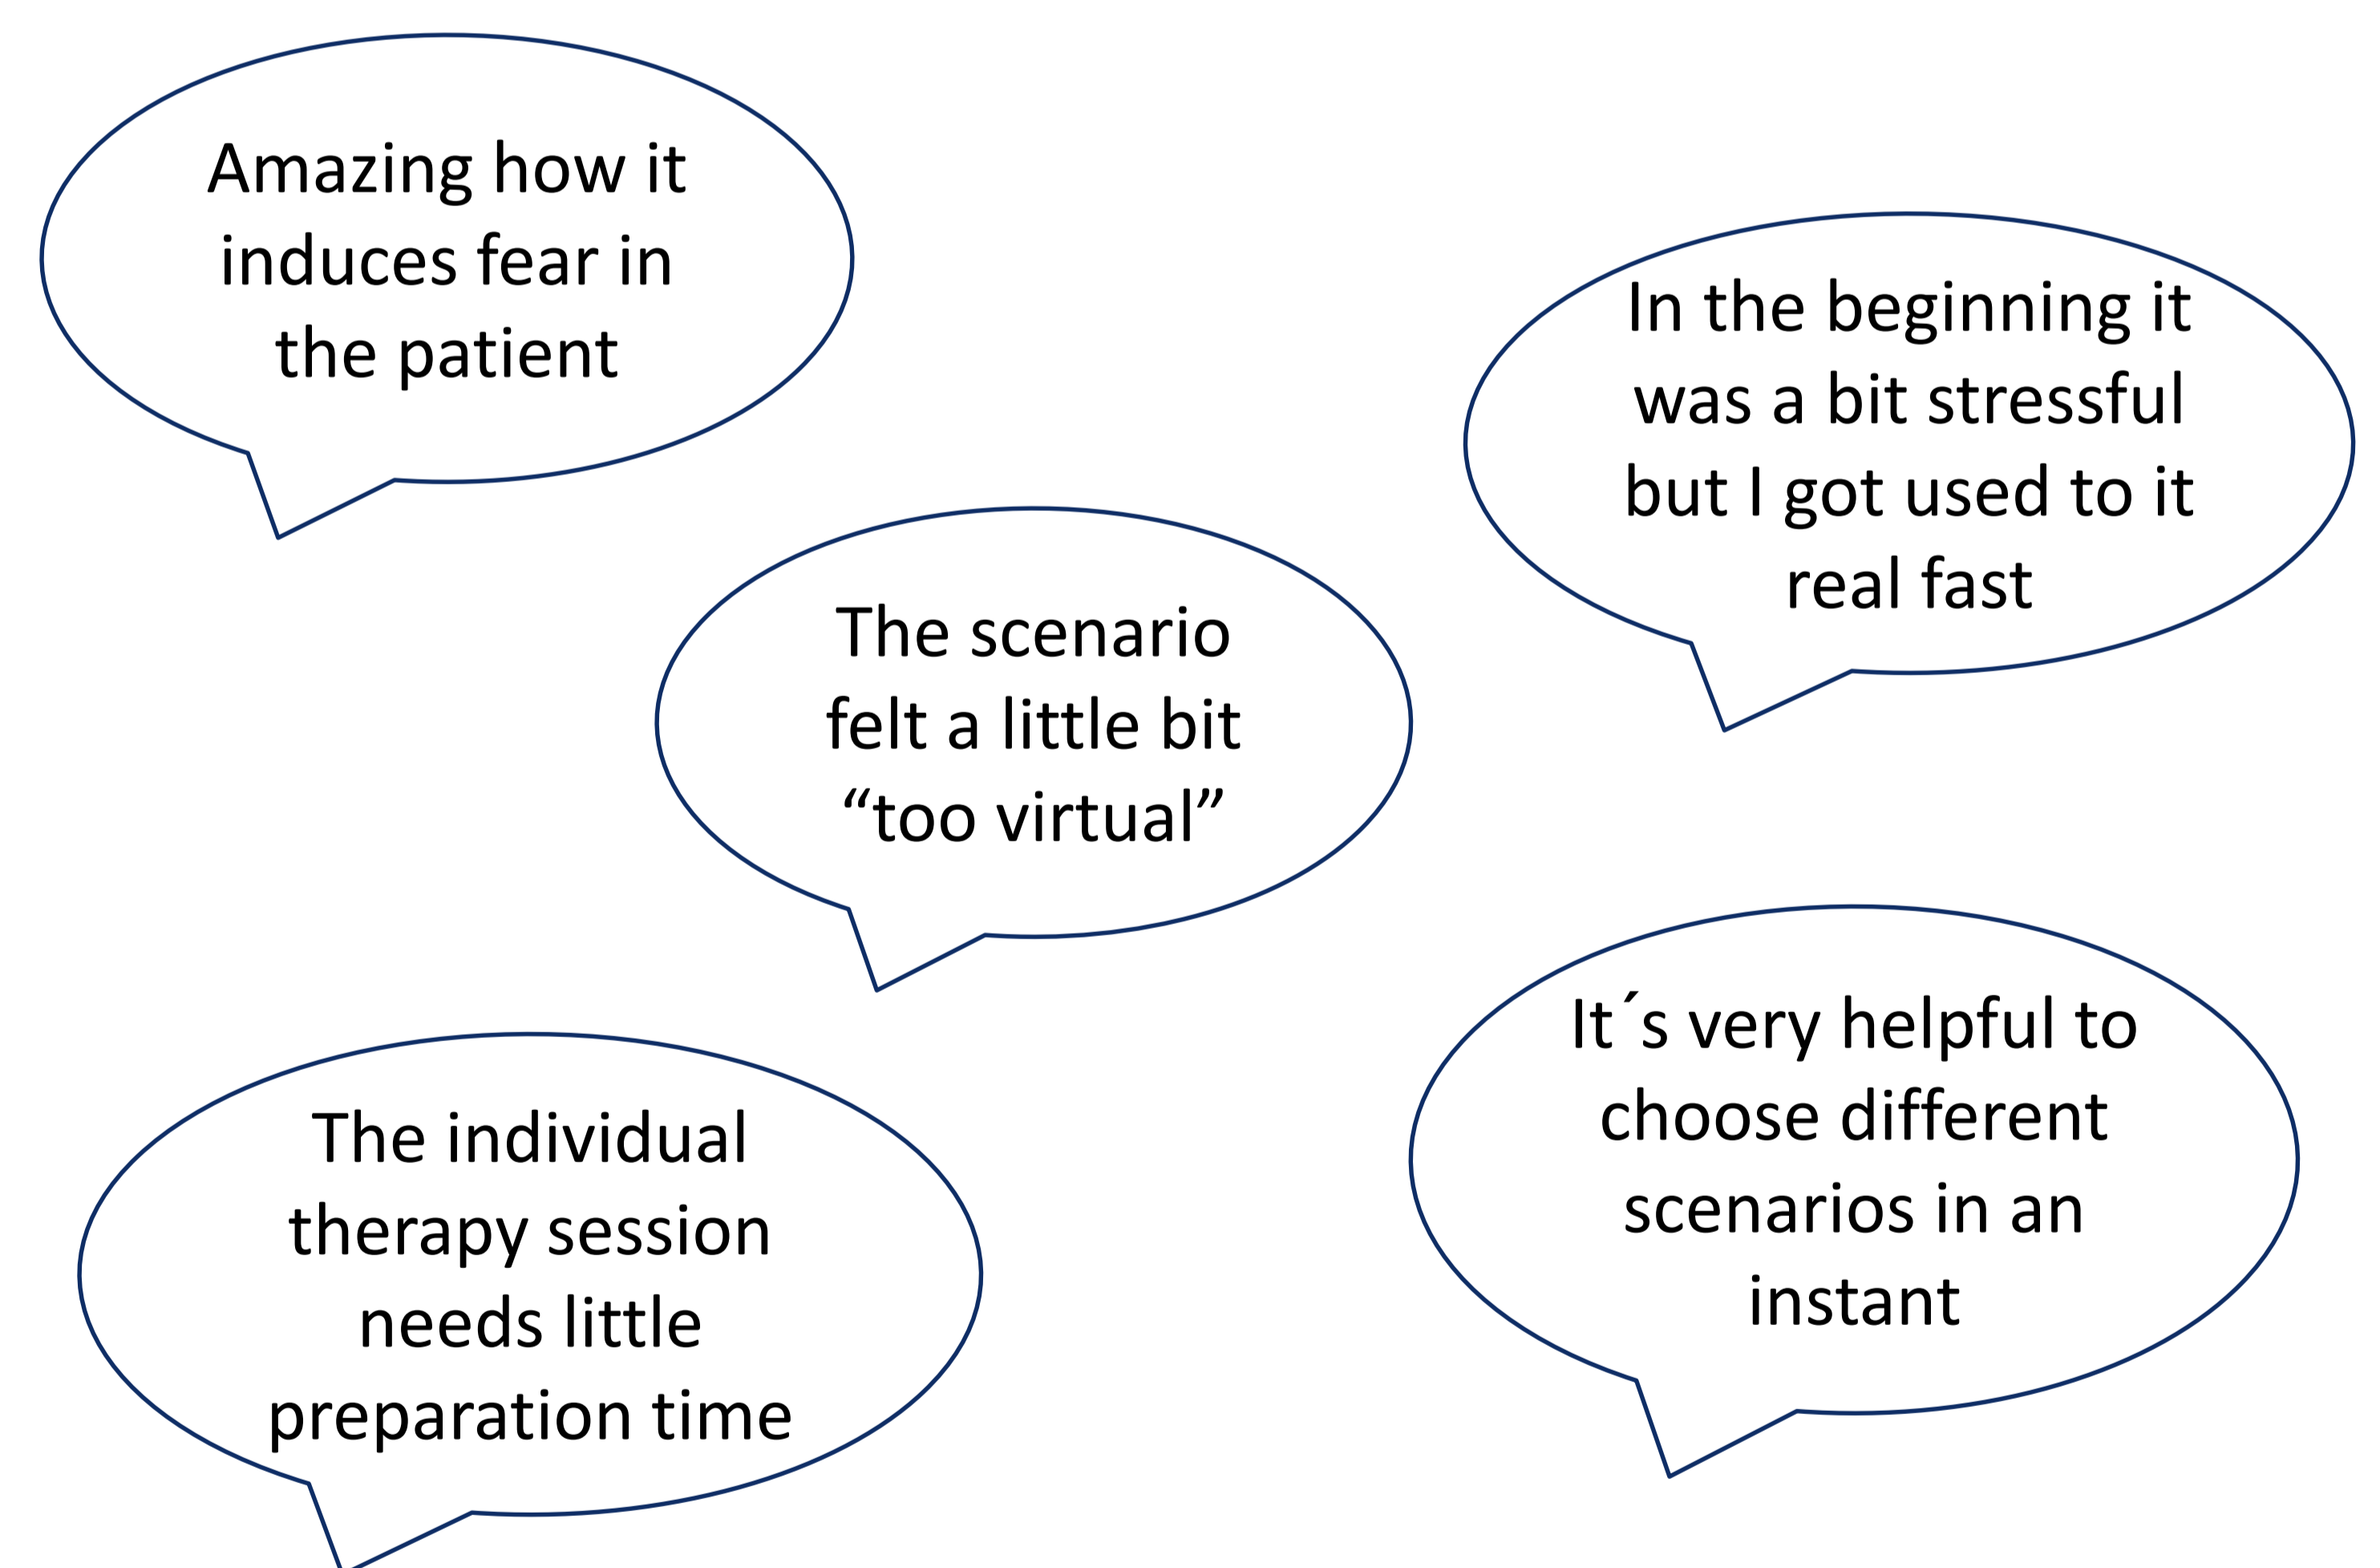 Amazing how it
induces fear in
the patient
In the beginning it
was a bit stressful
but I got used to it
real fast
The scenario
felt a little bit
“too virtual”
The individual
therapy session
needs little
preparation time
It´s very helpful to
choose different
scenarios in an
instant